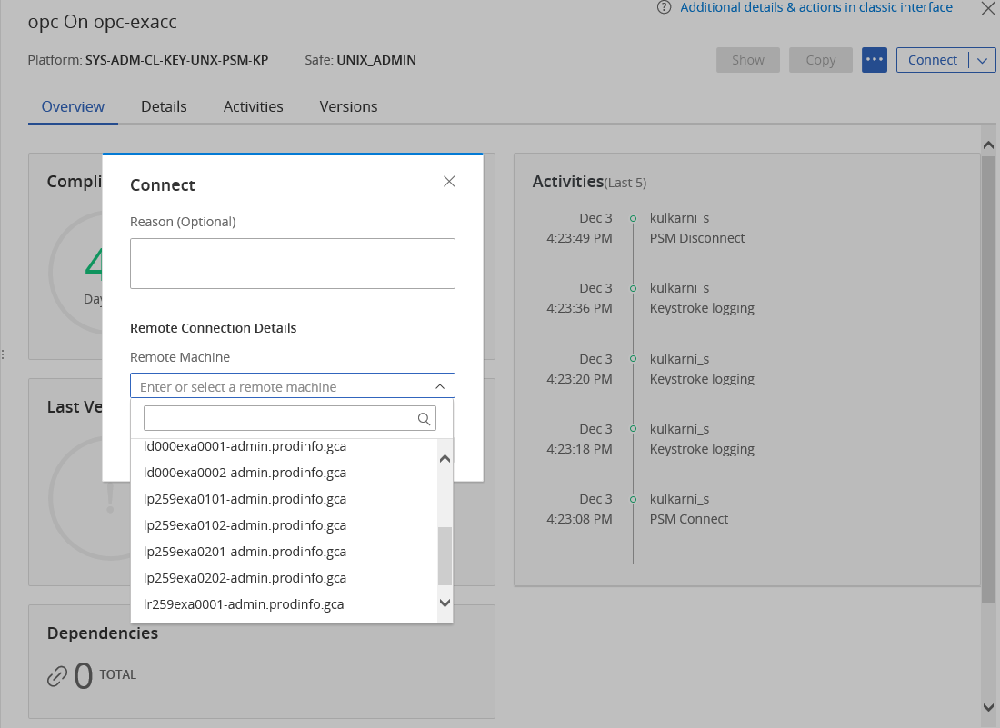 opc On opc-exacc
Additional details & actions in classic interface
Platform: SYS-ADM-CL-KEY-UNX-PSM-KP Safe: UNIX_ADMIN
Show Copy ... Connect
Overview Details Activities Versions
Compli
4
Day
Last Ve
Connect
Reason (Optional)
Remote Connection Details
Remote Machine
Enter or select a remote machine
ld000exa0001-admin.prodinfo.gca
ld000exa0002-admin.prodinfo.gca
lp259exa0101-admin.prodinfo.gca
lp259exa0102-admin.prodinfo.gca
lp259exa0201-admin.prodinfo.gca
lp259exa0202-admin.prodinfo.gca
lr259exa0001-admin.prodinfo.gca
Dependencies
0 TOTAL
Activities(Last 5)
Dec 3 kulkarni_s
4:23:49 PM PSM Disconnect
Dec 3 kulkarni_s
4:23:36 PM Keystroke logging
Dec 3 kulkarni_s
4:23:20 PM Keystroke logging
Dec 3 kulkarni_s
4:23:18 PM Keystroke logging
Dec 3 kulkarni_s
4:23:08 PM PSM Connect